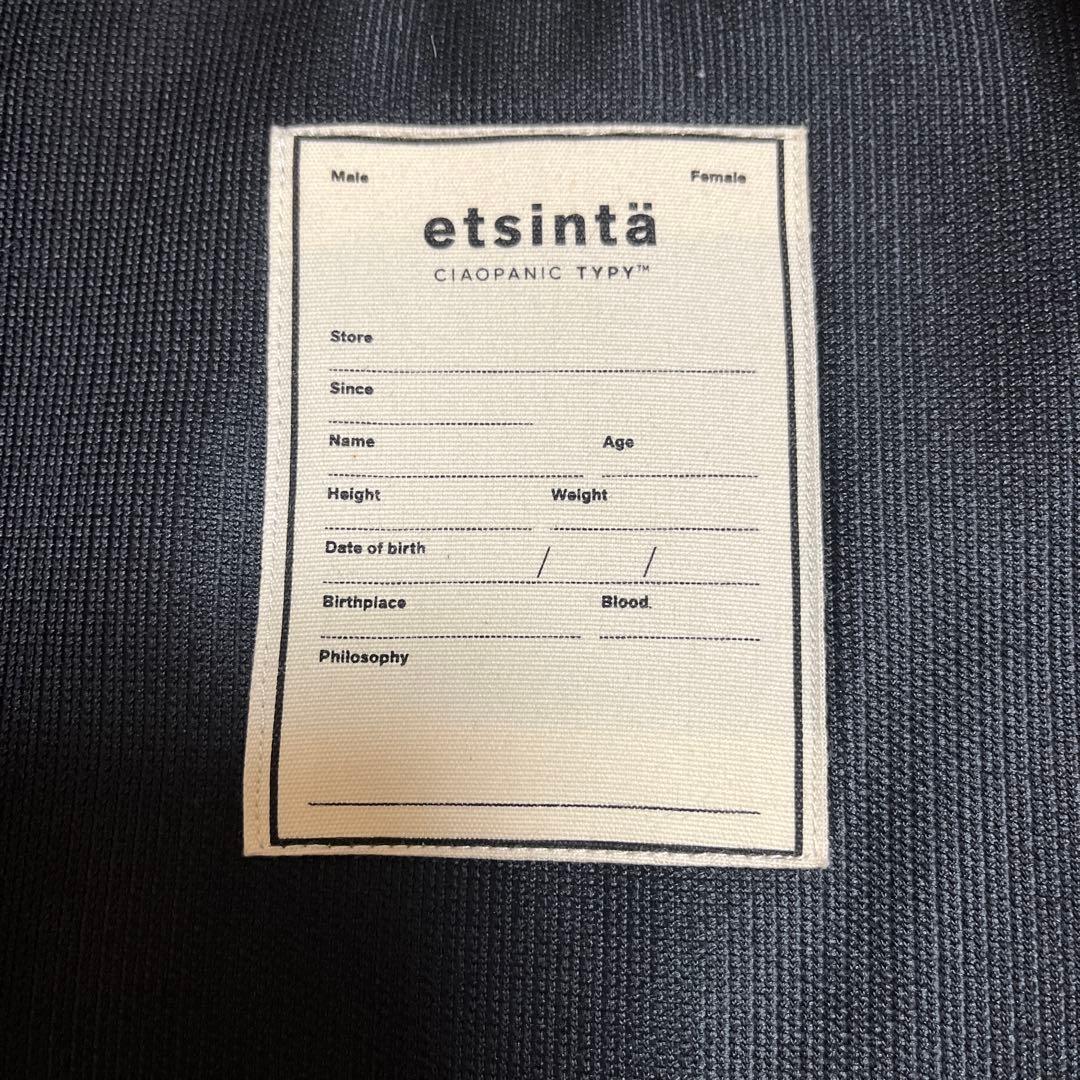 Male Female
etsintä
CIAOPANIC TYPY™
Store
Since
Name Age
Height Weight
Date of birth / /
Birthplace Blood.
Philosophy